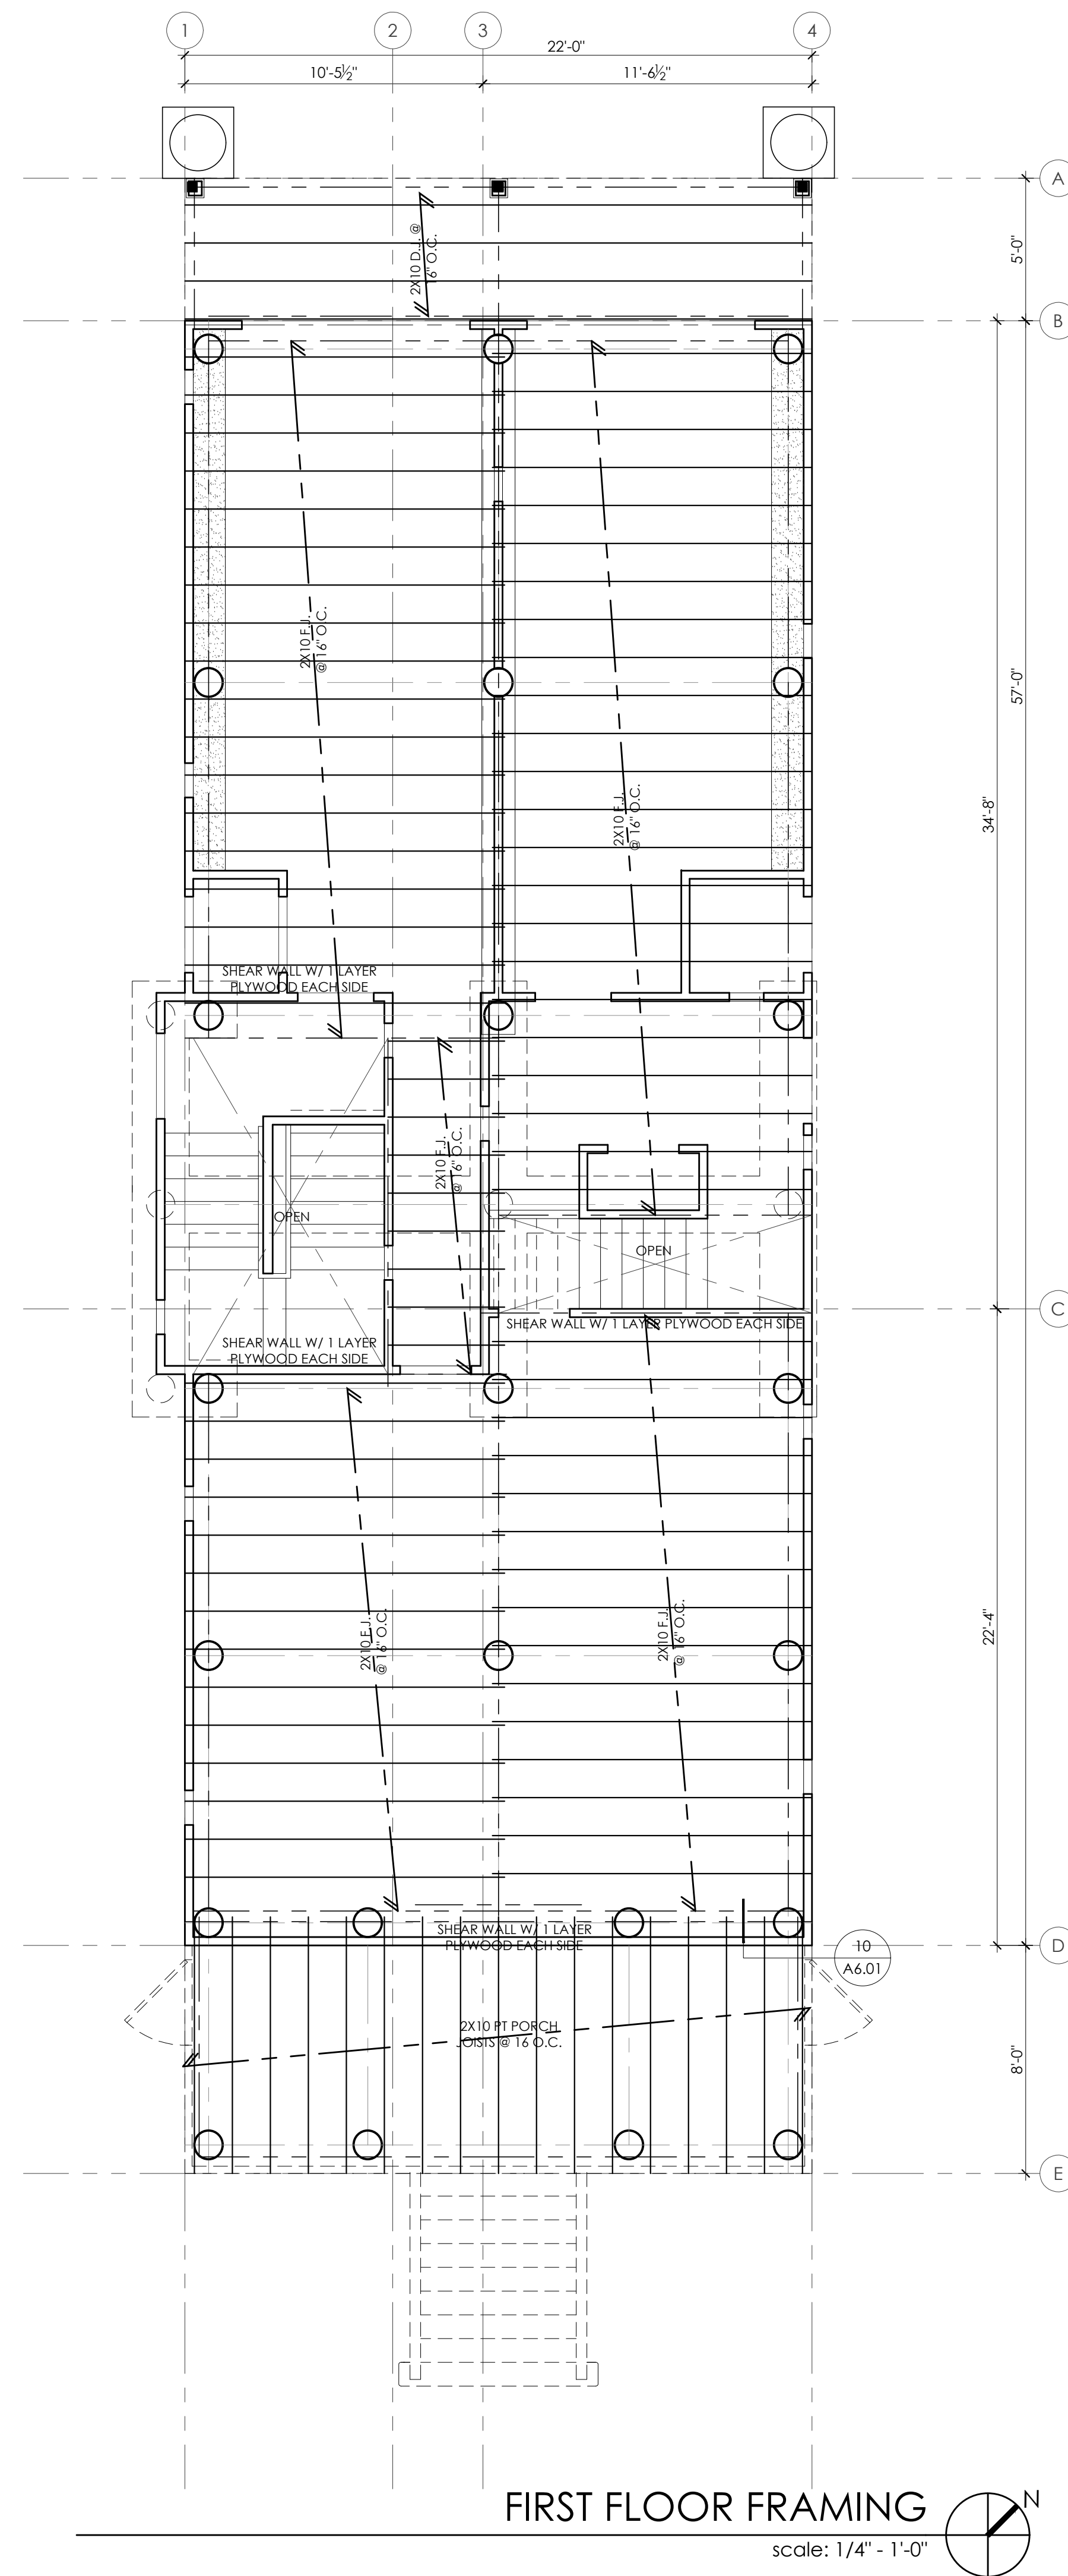 1
2
3
4
22'-0"
10'-5½"
11'-6½"
A
5'-0"
2X10 D.J. @
16" O.C.
B
57'-0"
34'-8"
2X10 F.J.
@ 16" O.C.
2X10 F.J.
@ 16" O.C.
SHEAR WALL W/ 1 LAYER
PLYWOOD EACH SIDE
2X10 F.J.
@ 16" O.C.
OPEN
OPEN
C
SHEAR WALL W/ 1 LAYER PLYWOOD EACH SIDE
SHEAR WALL W/ 1 LAYER
PLYWOOD EACH SIDE
22'-4"
2X10 F.J.
@ 16" O.C.
2X10 F.J.
@ 16" O.C.
SHEAR WALL W/ 1 LAYER
PLYWOOD EACH SIDE
D
10
A6.01
2X10 PT PORCH
JOISTS @ 16 O.C.
8'-0"
E
FIRST FLOOR FRAMING
N
scale: 1/4" - 1'-0"